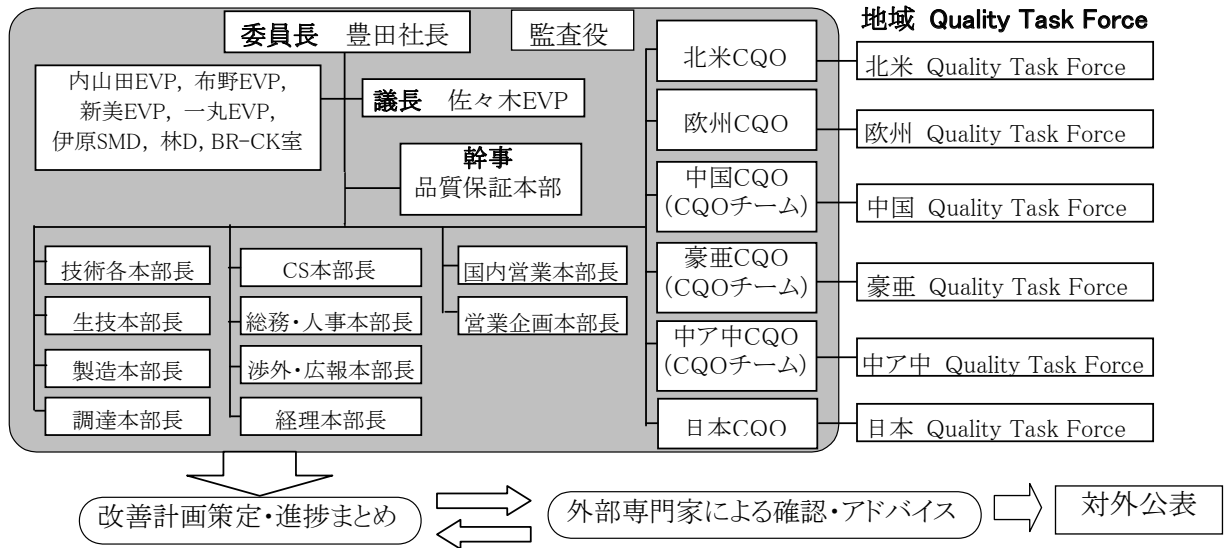 委員長 豊田社長
監査役
内山田EVP, 布野EVP,
新美EVP, 一丸EVP,
伊原SMD, 林D, BR-CK室
議長 佐々木EVP
幹事
品質保証本部
技術各本部長
生技本部長
製造本部長
調達本部長
CS本部長
総務・人事本部長
渉外・広報本部長
経理本部長
国内営業本部長
営業企画本部長
北米CQO
欧州CQO
中国CQO
(CQOチーム)
豪亜CQO
(CQOチーム)
中ア中CQO
(CQOチーム)
日本CQO
地域 Quality Task Force
北米 Quality Task Force
欧州 Quality Task Force
中国 Quality Task Force
豪亜 Quality Task Force
中ア中 Quality Task Force
日本 Quality Task Force
改善計画策定・進捗まとめ
外部専門家による確認・アドバイス
対外公表